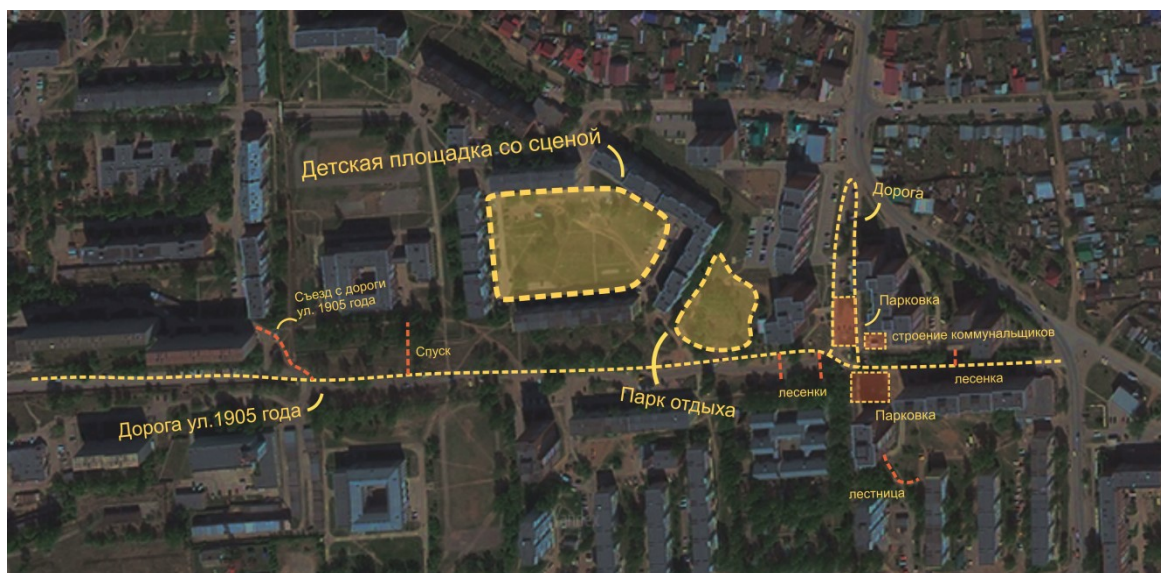 Детская площадка со сценой
Дорога
Съезд с дороги
ул. 1905 года
Парковка
строение коммунальщиков
Спуск
лесенки
лесенка
Парк отдыха
Дорога ул.1905 года
Парковка
лестница